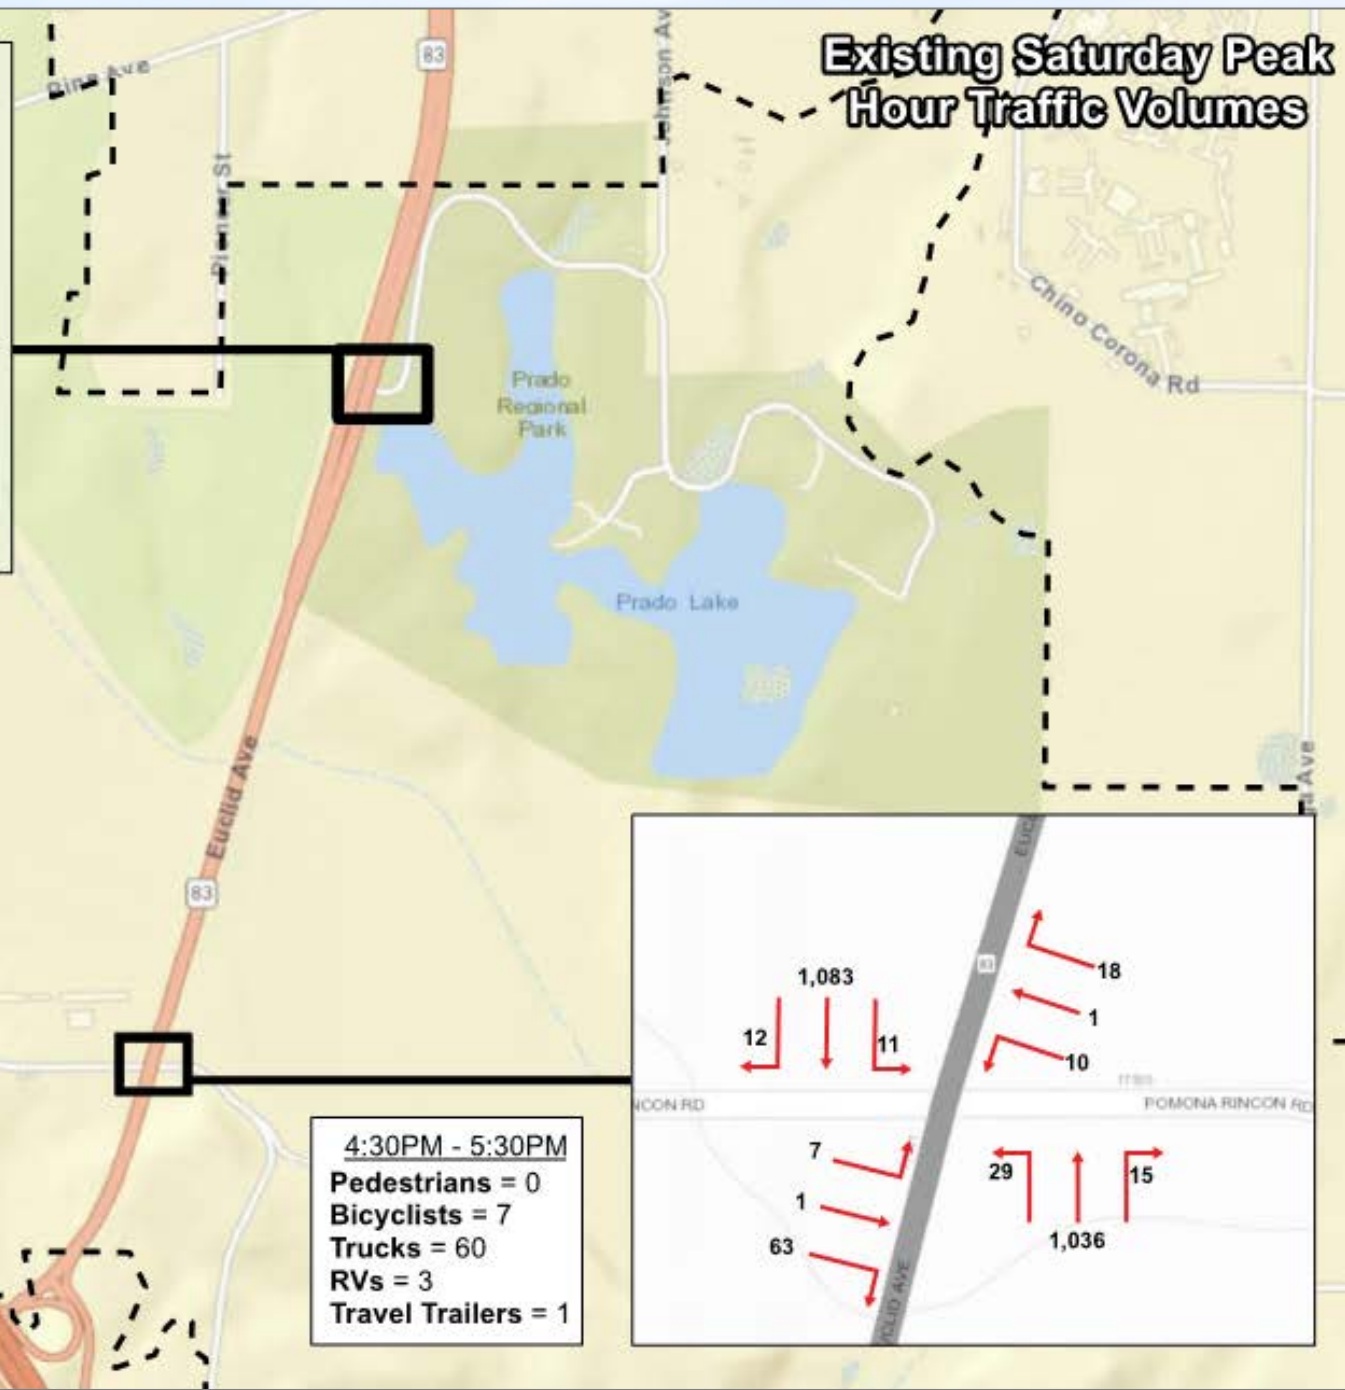 Existing Saturday Peak
Hour Traffic Volumes
83
Pine Ave
Johnson Av
Pioneer St
Chino Corona Rd
Prado
Regional
Park
Prado Lake
Euclid Ave
83
Ave
4:30PM - 5:30PM
Pedestrians = 0
Bicyclists = 7
Trucks = 60
RVs = 3
Travel Trailers = 1
EUC
83
1,083
12
11
18
1
10
NCON RD
POMONA RINCON RD
7
1
63
29
15
1,036
CLID AVE